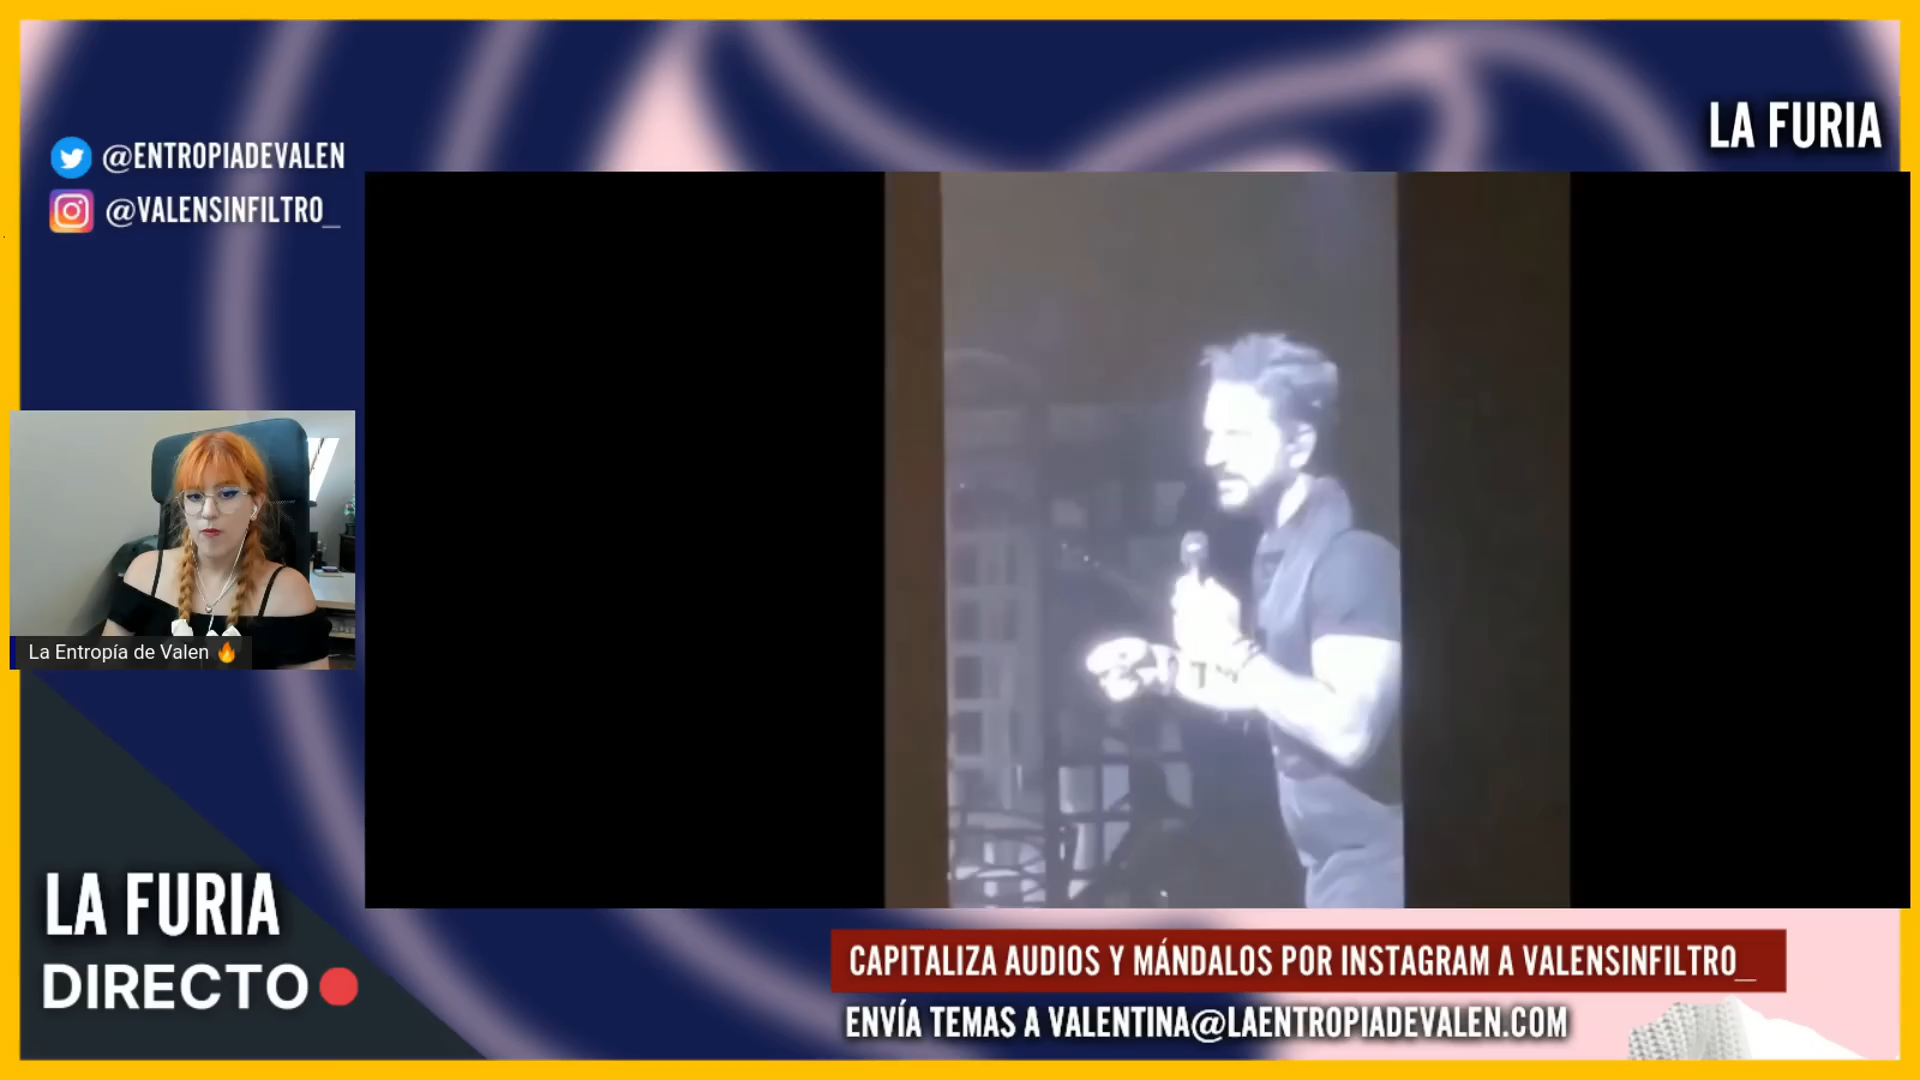 LA FURIA
@ENTROPIADEVALEN
@VALENSINFILTRO_
La Entropía de Valen 🔥
LA FURIA
DIRECTO
CAPITALIZA AUDIOS Y MÁNDALOS POR INSTAGRAM A VALENSINFILTRO_
ENVÍA TEMAS A VALENTINA@LAENTROPIADEVALEN.COM